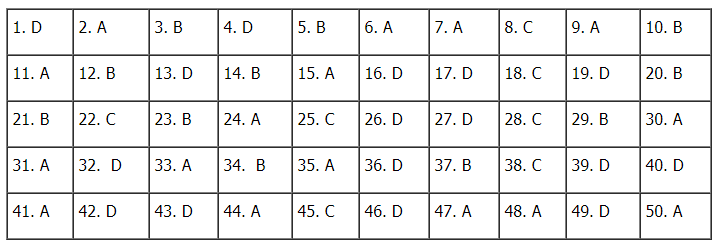 1. D 2. A 3. B 4. D 5. B 6. A 7. A 8. C 9. A 10. B
11. A 12. B 13. D 14. B 15. A 16. D 17. D 18. C 19. D 20. B
21. B 22. C 23. B 24. A 25. C 26. D 27. D 28. C 29. B 30. A
31. A 32. D 33. A 34. B 35. A 36. D 37. B 38. C 39. D 40. D
41. A 42. D 43. D 44. A 45. C 46. D 47. A 48. A 49. D 50. A